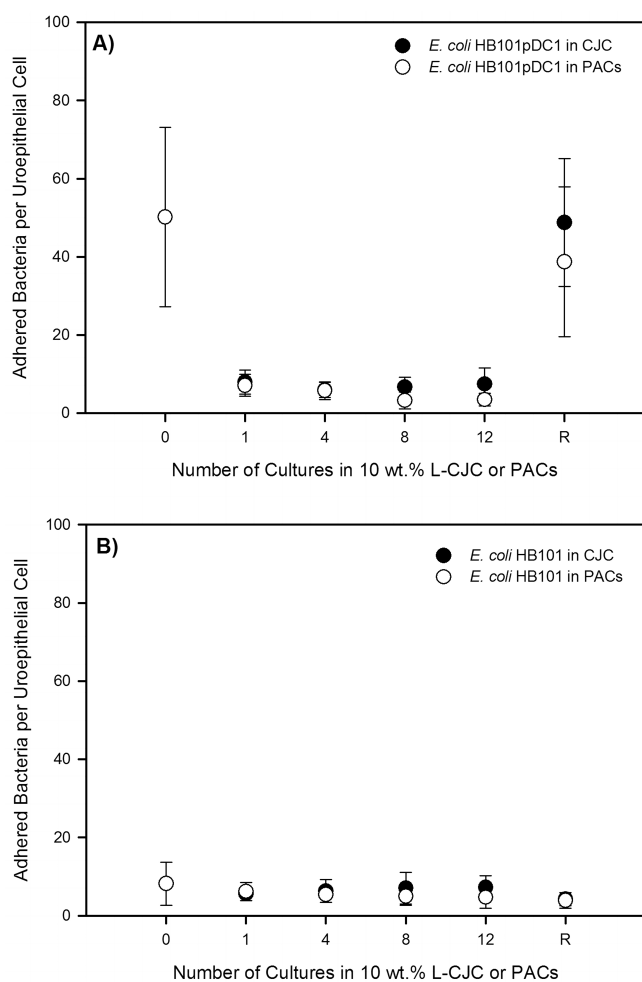 A)
E. coli HB101pDC1 in CJC
E. coli HB101pDC1 in PACs
Adhered Bacteria per Uroepithelial Cell
100
80
60
40
20
0
0 1 4 8 12 R
Number of Cultures in 10 wt.% L-CJC or PACs
B)
E. coli HB101 in CJC
E. coli HB101 in PACs
Adhered Bacteria per Uroepithelial Cell
100
80
60
40
20
0
0 1 4 8 12 R
Number of Cultures in 10 wt.% L-CJC or PACs